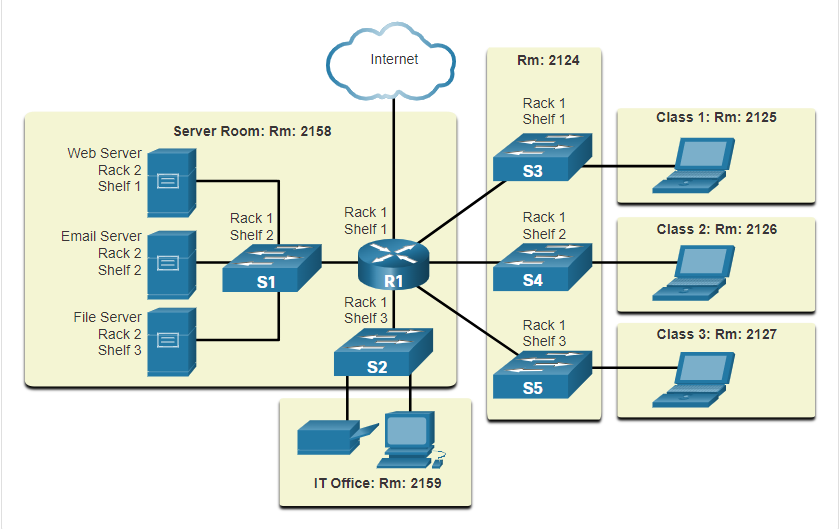 Internet
Server Room: Rm: 2158
Web Server
Rack 2
Shelf 1
Email Server
Rack 2
Shelf 2
File Server
Rack 2
Shelf 3
Rack 1
Shelf 2
S1
Rack 1
Shelf 1
R1
Rack 1
Shelf 3
S2
IT Office: Rm: 2159
Rm: 2124
Rack 1
Shelf 1
S3
Rack 1
Shelf 2
S4
Rack 1
Shelf 3
S5
Class 1: Rm: 2125
Class 2: Rm: 2126
Class 3: Rm: 2127